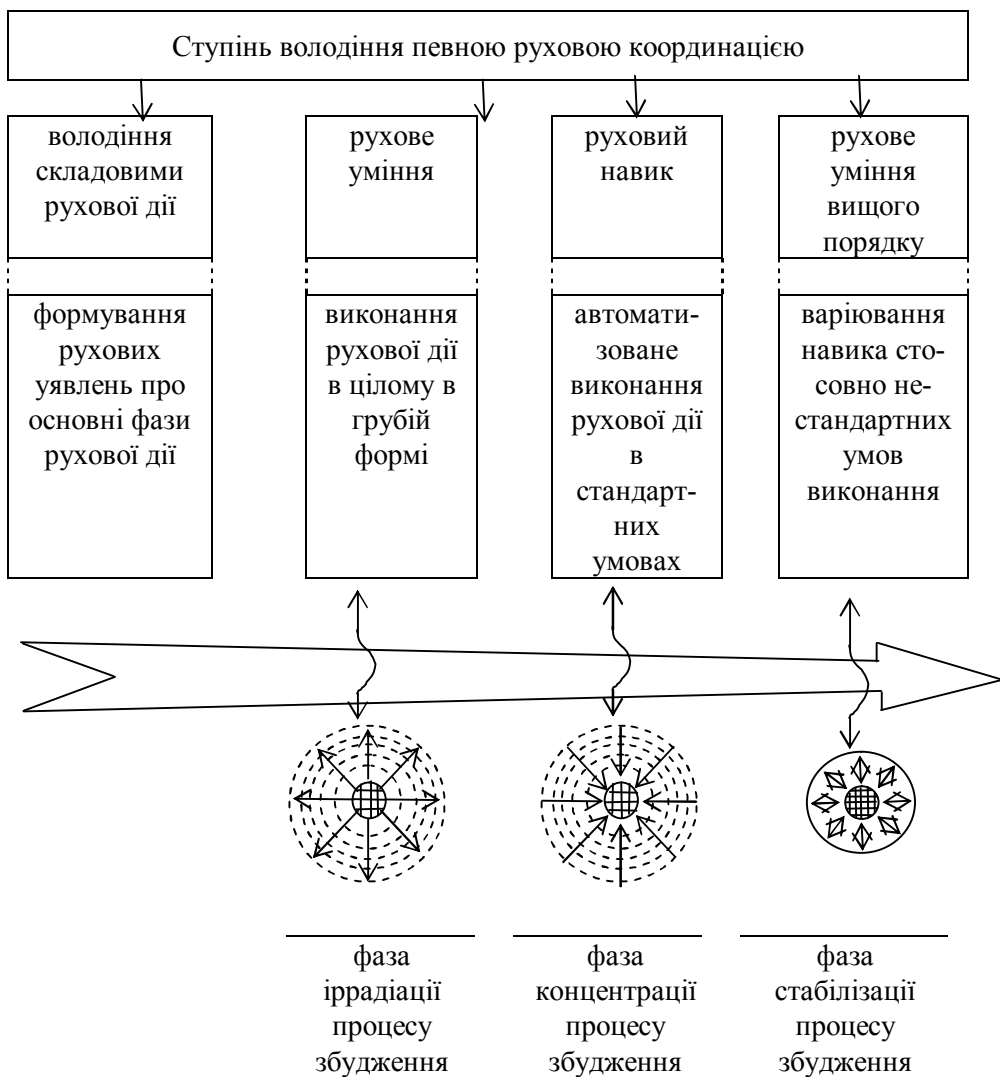 Ступінь володіння певною руховою координацією
володіння
складовими
рухової дії
рухове
уміння
руховий
навик
рухове
уміння
вищого
порядку
формування
рухових
уявлень про
основні фази
рухової дії
виконання
рухової дії
в цілому в
грубій
формі
автомати-
зоване
виконання
рухової дії
в
стандарт-
них
умовах
варіювання
навика сто-
совно не-
стандартних
умов
виконання
фаза
іррадіації
процесу
збудження
фаза
концентрації
процесу
збудження
фаза
стабілізації
процесу
збудження